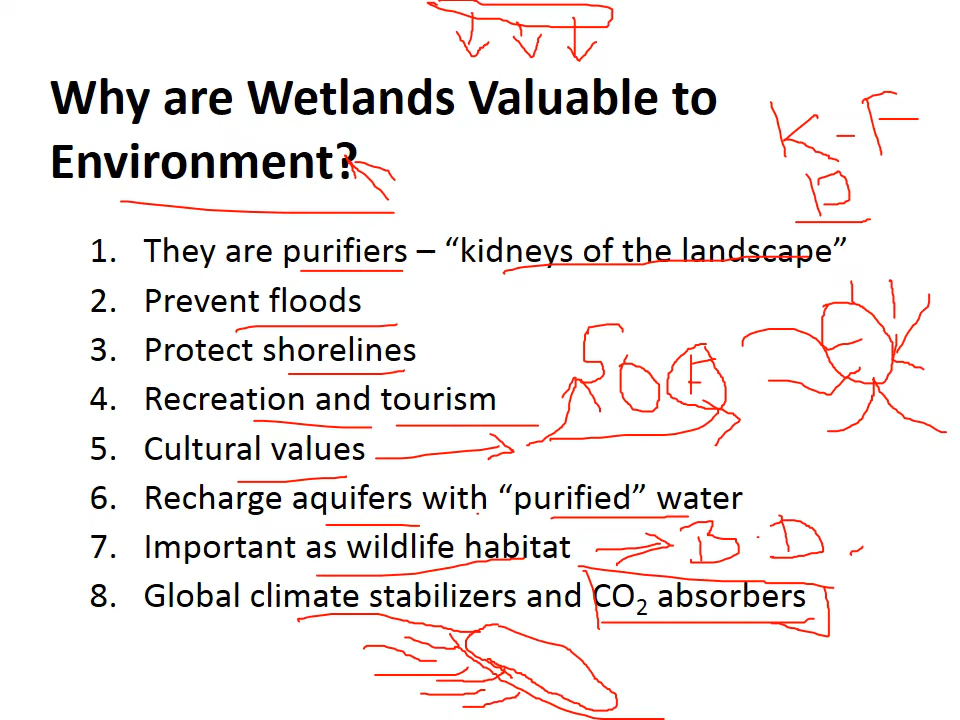 K - F
Why are Wetlands Valuable to
Environment?
1. They are purifiers – “kidneys of the landscape”
2. Prevent floods
3. Protect shorelines
4. Recreation and tourism
5. Cultural values
6. Recharge aquifers with “purified” water
7. Important as wildlife habitat B.D.
8. Global climate stabilizers and CO₂ absorbers